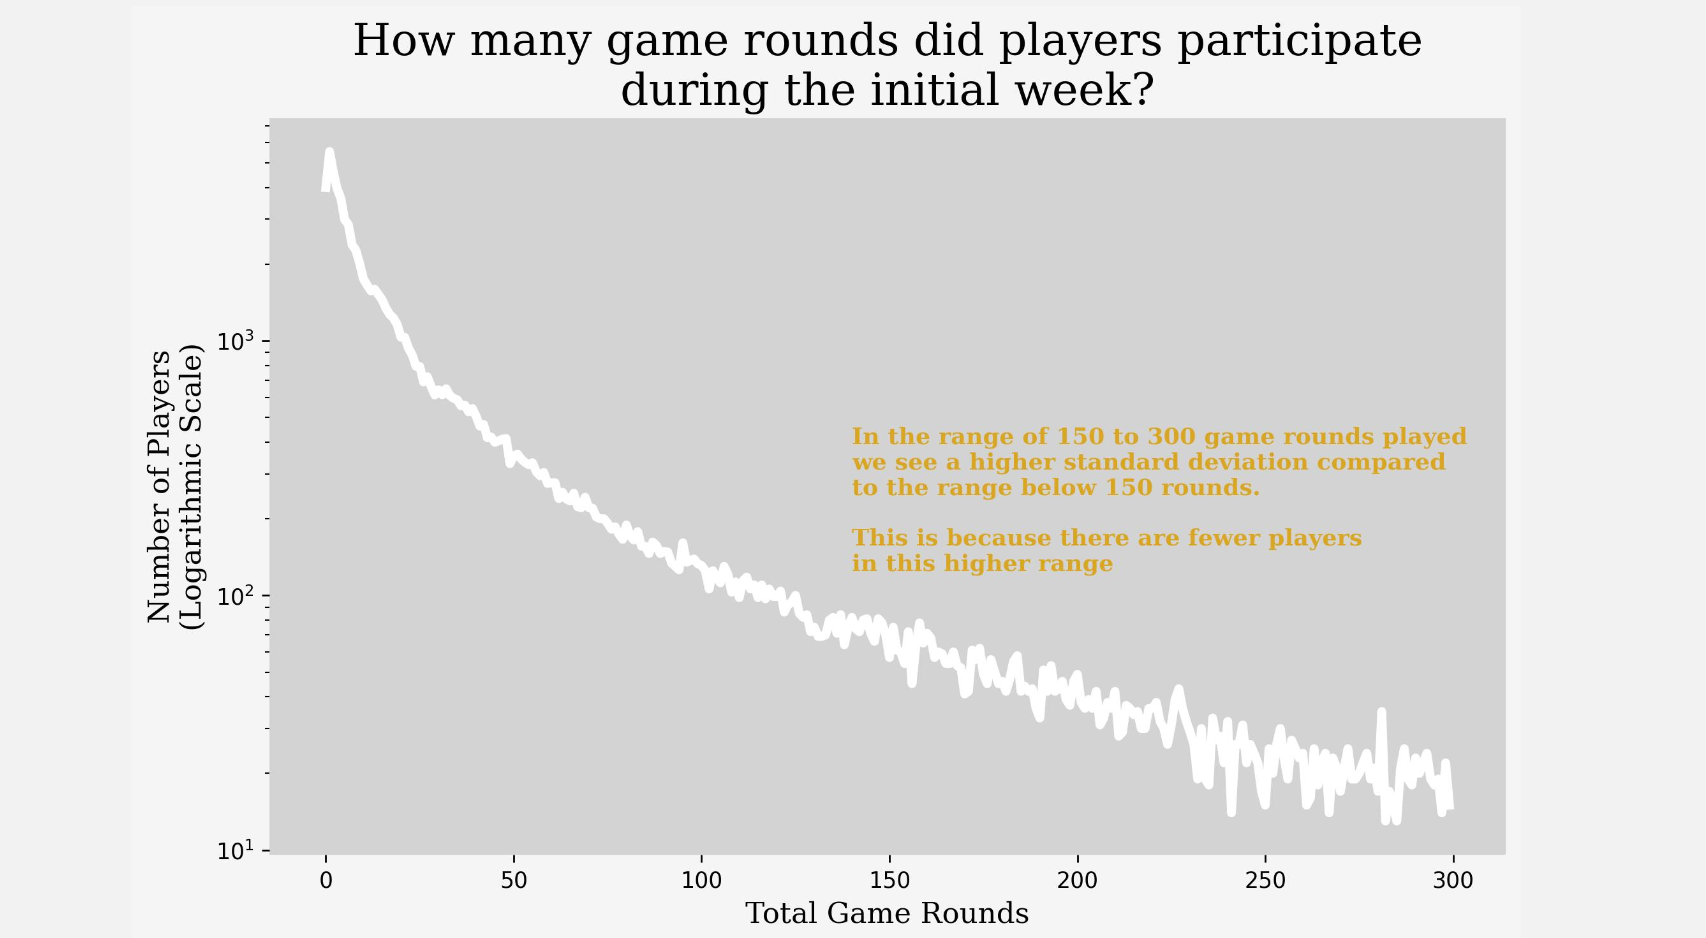 How many game rounds did players participate
during the initial week?
Number of Players
(Logarithmic Scale)
10³
10²
10¹
In the range of 150 to 300 game rounds played
we see a higher standard deviation compared
to the range below 150 rounds.
This is because there are fewer players
in this higher range
0 50 100 150 200 250 300
Total Game Rounds